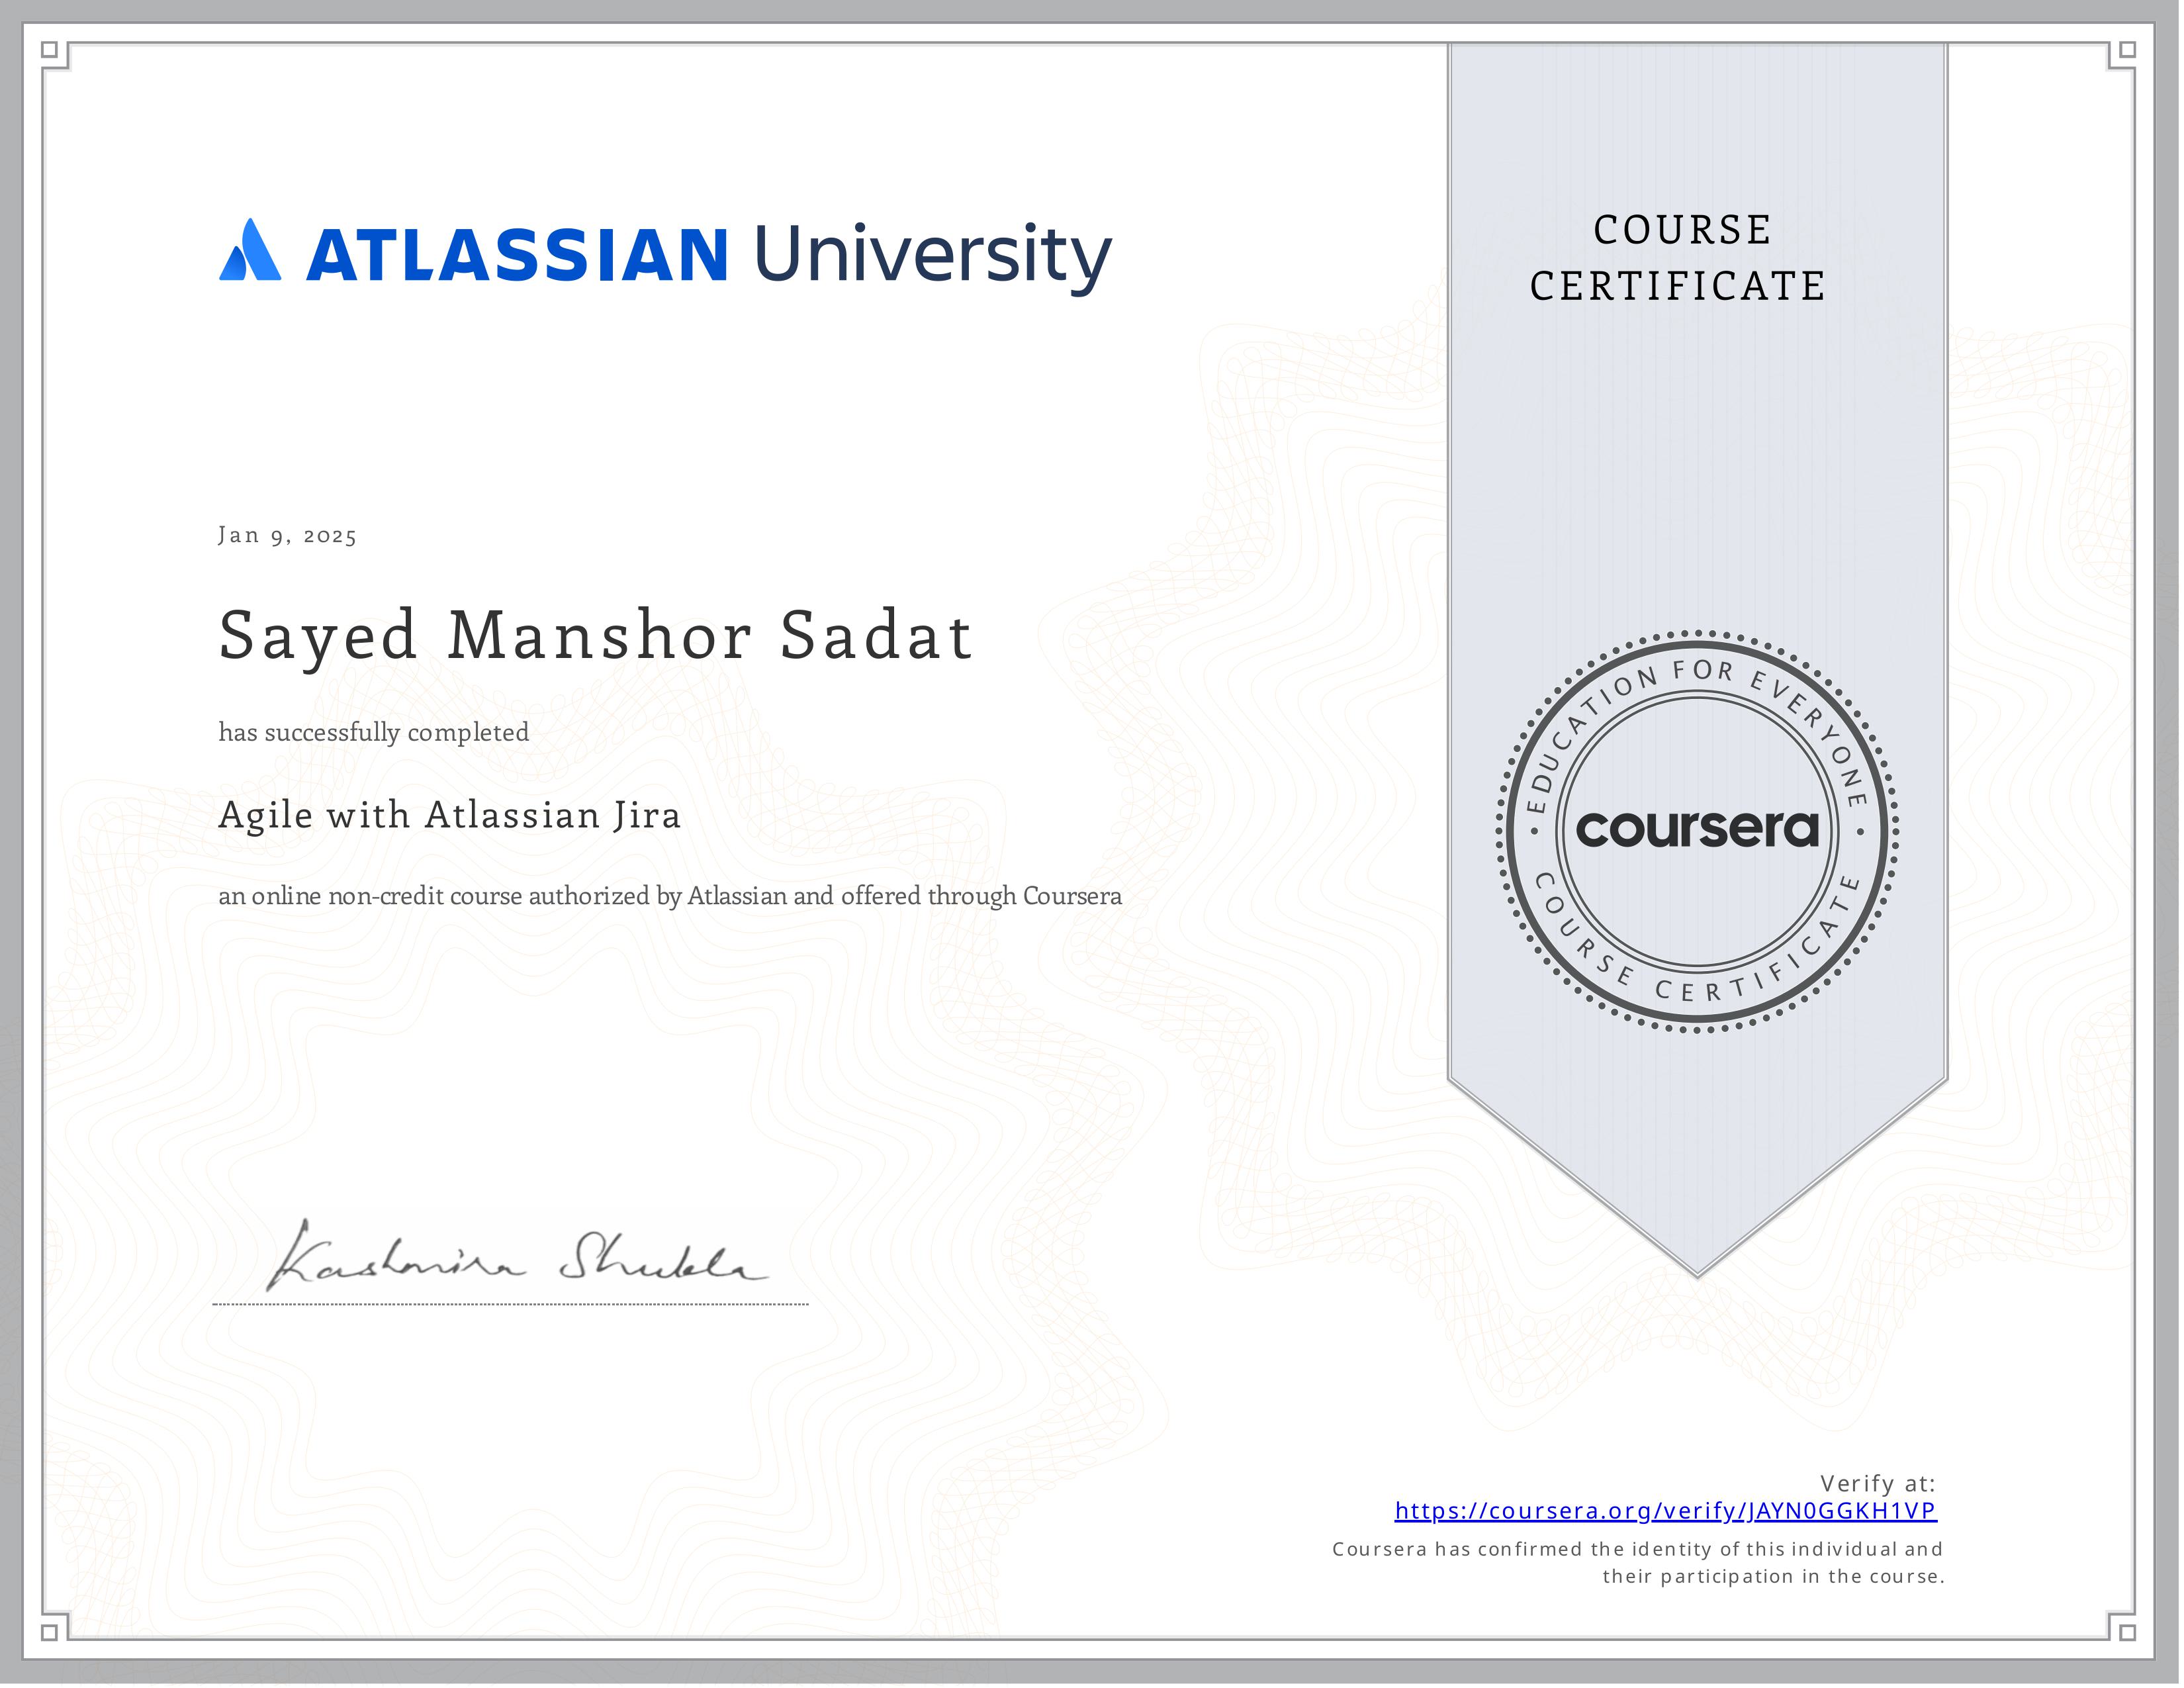 ATLASSIAN University
COURSE
CERTIFICATE
Jan 9, 2025
Sayed Manshor Sadat
has successfully completed
Agile with Atlassian Jira
an online non-credit course authorized by Atlassian and offered through Coursera
EDUCATION FOR EVERYONE
coursera
COURSE CERTIFICATE
Kashmira Shukla
Verify at:
https://coursera.org/verify/JAYN0GGKH1VP
Coursera has confirmed the identity of this individual and
their participation in the course.